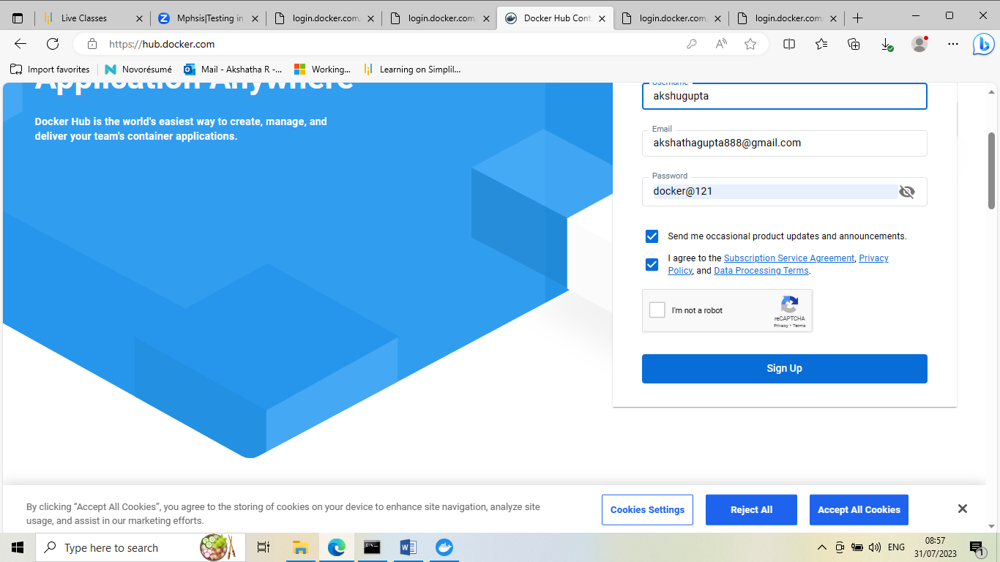 Live Classes
Mphsis|Testing in
login.docker.com
login.docker.com
Docker Hub Cont
login.docker.com
login.docker.com
https://hub.docker.com
Import favorites
Novorésumé
Mail - Akshatha R -...
Working...
Learning on Simplil...
Application Anywhere
Docker Hub is the world's easiest way to create, manage, and
deliver your team's container applications.
Username
akshugupta
Email
akshathagupta888@gmail.com
Password
docker@121
Send me occasional product updates and announcements.
I agree to the Subscription Service Agreement, Privacy
Policy, and Data Processing Terms.
I'm not a robot
reCAPTCHA
Privacy - Terms
Sign Up
By clicking “Accept All Cookies”, you agree to the storing of cookies on your device to enhance site navigation, analyze site
usage, and assist in our marketing efforts.
Cookies Settings
Reject All
Accept All Cookies
Type here to search
ENG
08:57
31/07/2023
1